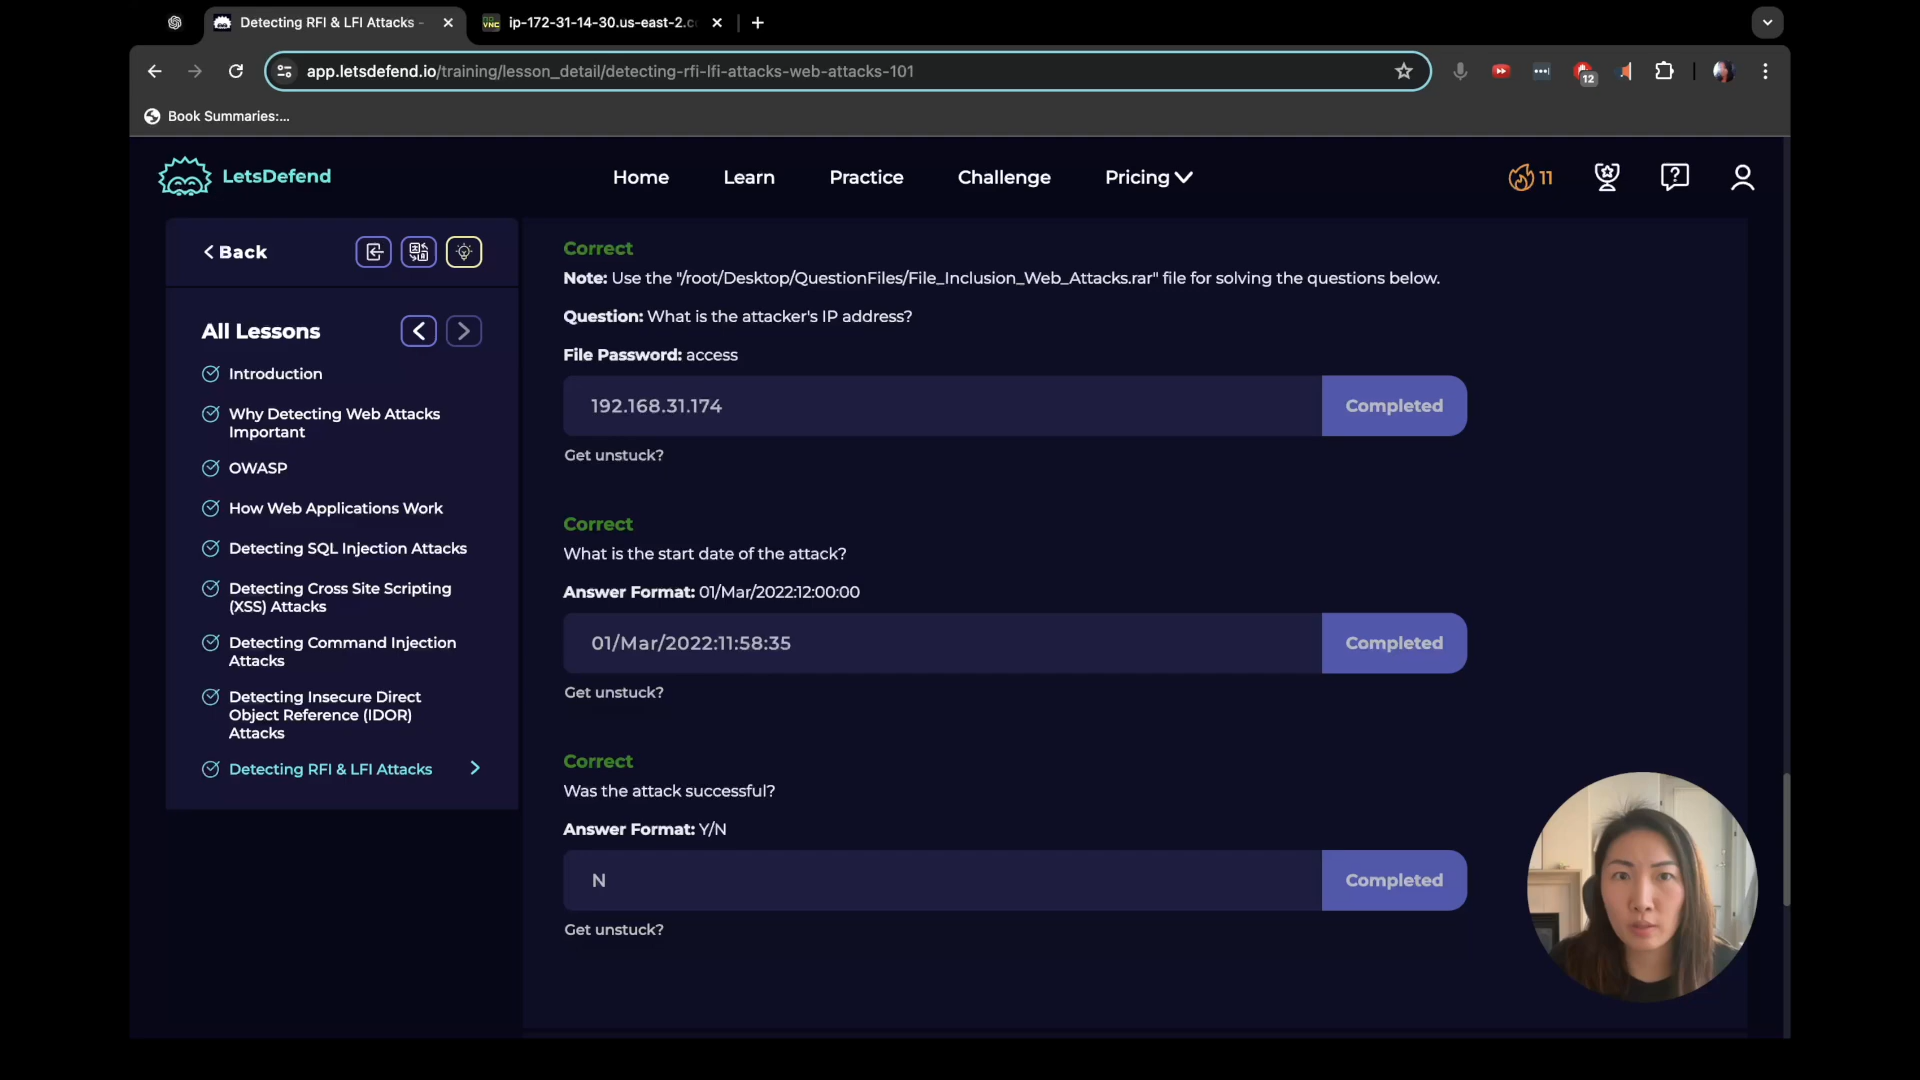 Detecting RFI & LFI Attacks -
ip-172-31-14-30.us-east-2.c
app.letsdefend.io/training/lesson_detail/detecting-rfi-lfi-attacks-web-attacks-101
12
Book Summaries:...
LetsDefend
Home
Learn
Practice
Challenge
Pricing
11
Back
All Lessons
Introduction
Why Detecting Web Attacks
Important
OWASP
How Web Applications Work
Detecting SQL Injection Attacks
Detecting Cross Site Scripting
(XSS) Attacks
Detecting Command Injection
Attacks
Detecting Insecure Direct
Object Reference (IDOR)
Attacks
Detecting RFI & LFI Attacks
Correct
Note: Use the "/root/Desktop/QuestionFiles/File_Inclusion_Web_Attacks.rar" file for solving the questions below.
Question: What is the attacker's IP address?
File Password: access
192.168.31.174
Completed
Get unstuck?
Correct
What is the start date of the attack?
Answer Format: 01/Mar/2022:12:00:00
01/Mar/2022:11:58:35
Completed
Get unstuck?
Correct
Was the attack successful?
Answer Format: Y/N
N
Completed
Get unstuck?